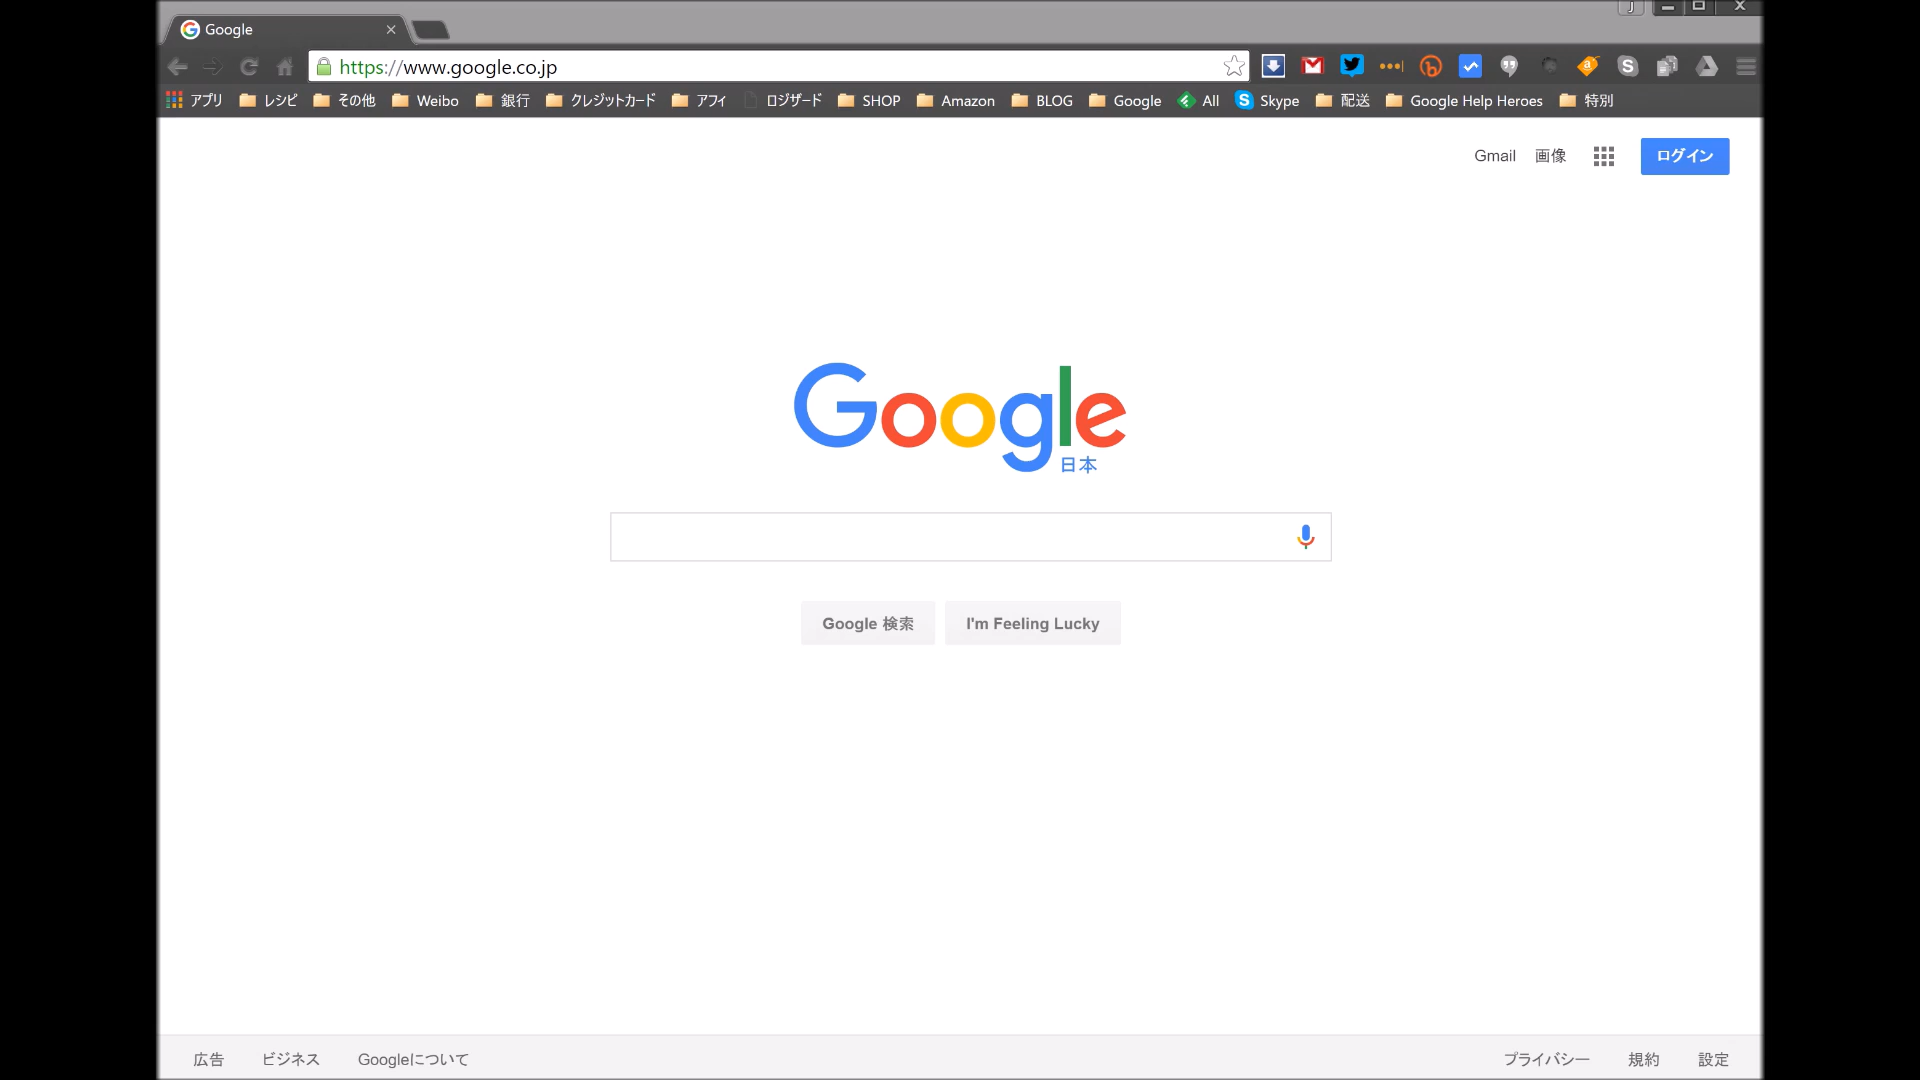 Google
https://www.google.co.jp
アプリ レシピ その他 Weibo 銀行 クレジットカード アフィ ロジザード SHOP Amazon BLOG Google All Skype 配送 Google Help Heroes 特別
Gmail 画像 ログイン
Google
日本
Google 検索 I'm Feeling Lucky
広告 ビジネス Googleについて プライバシー 規約 設定